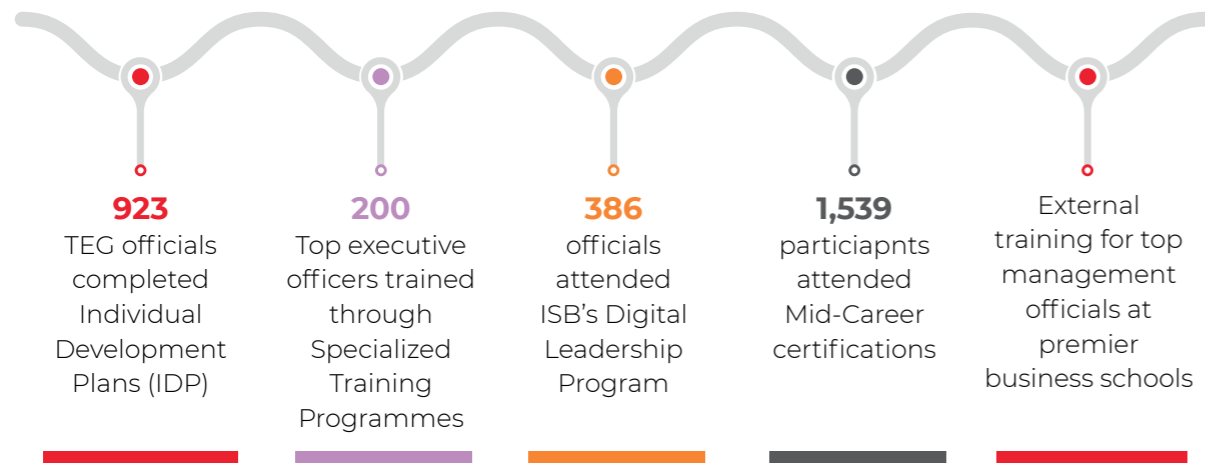 923
TEG officials
completed
Individual
Development
Plans (IDP)
200
Top executive
officers trained
through
Specialized
Training
Programmes
386
officials
attended
ISB’s Digital
Leadership
Program
1,539
particiapnts
attended
Mid-Career
certifications
External
training for top
management
officials at
premier
business schools